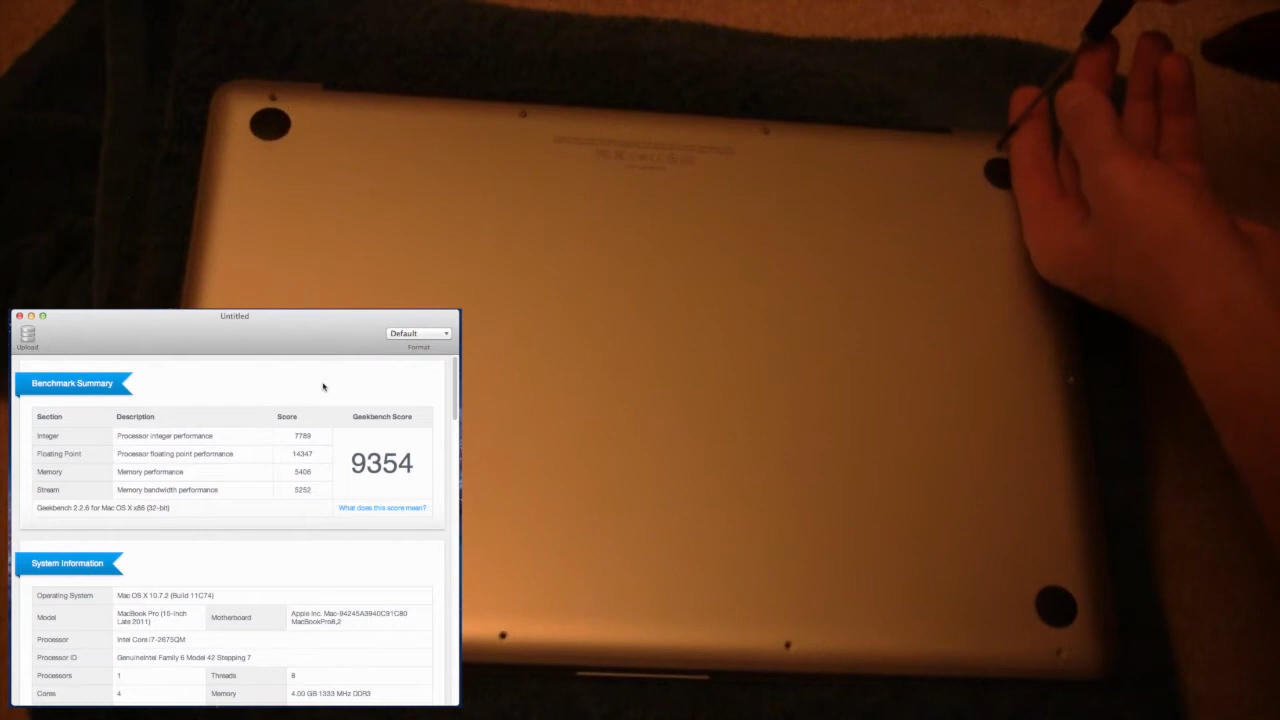 Untitled
Upload
Default
Format
Benchmark Summary
Section Description Score Geekbench Score
Integer Processor integer performance 7789
Floating Point Processor floating point performance 14347
9354
Memory Memory performance 5406
Stream Memory bandwidth performance 5252
Geekbench 2.2.6 for Mac OS X x86 (32-bit) What does this score mean?
System Information
Operating System Mac OS X 10.7.2 (Build 11C74)
Model MacBook Pro (15-inch Late 2011) Motherboard Apple Inc. Mac-94245A3940C91C80 MacBookPro8,2
Processor Intel Core i7-2675QM
Processor ID GenuineIntel Family 6 Model 42 Stepping 7
Processors 1 Threads 8
Cores 4 Memory 4.00 GB 1333 MHz DDR3